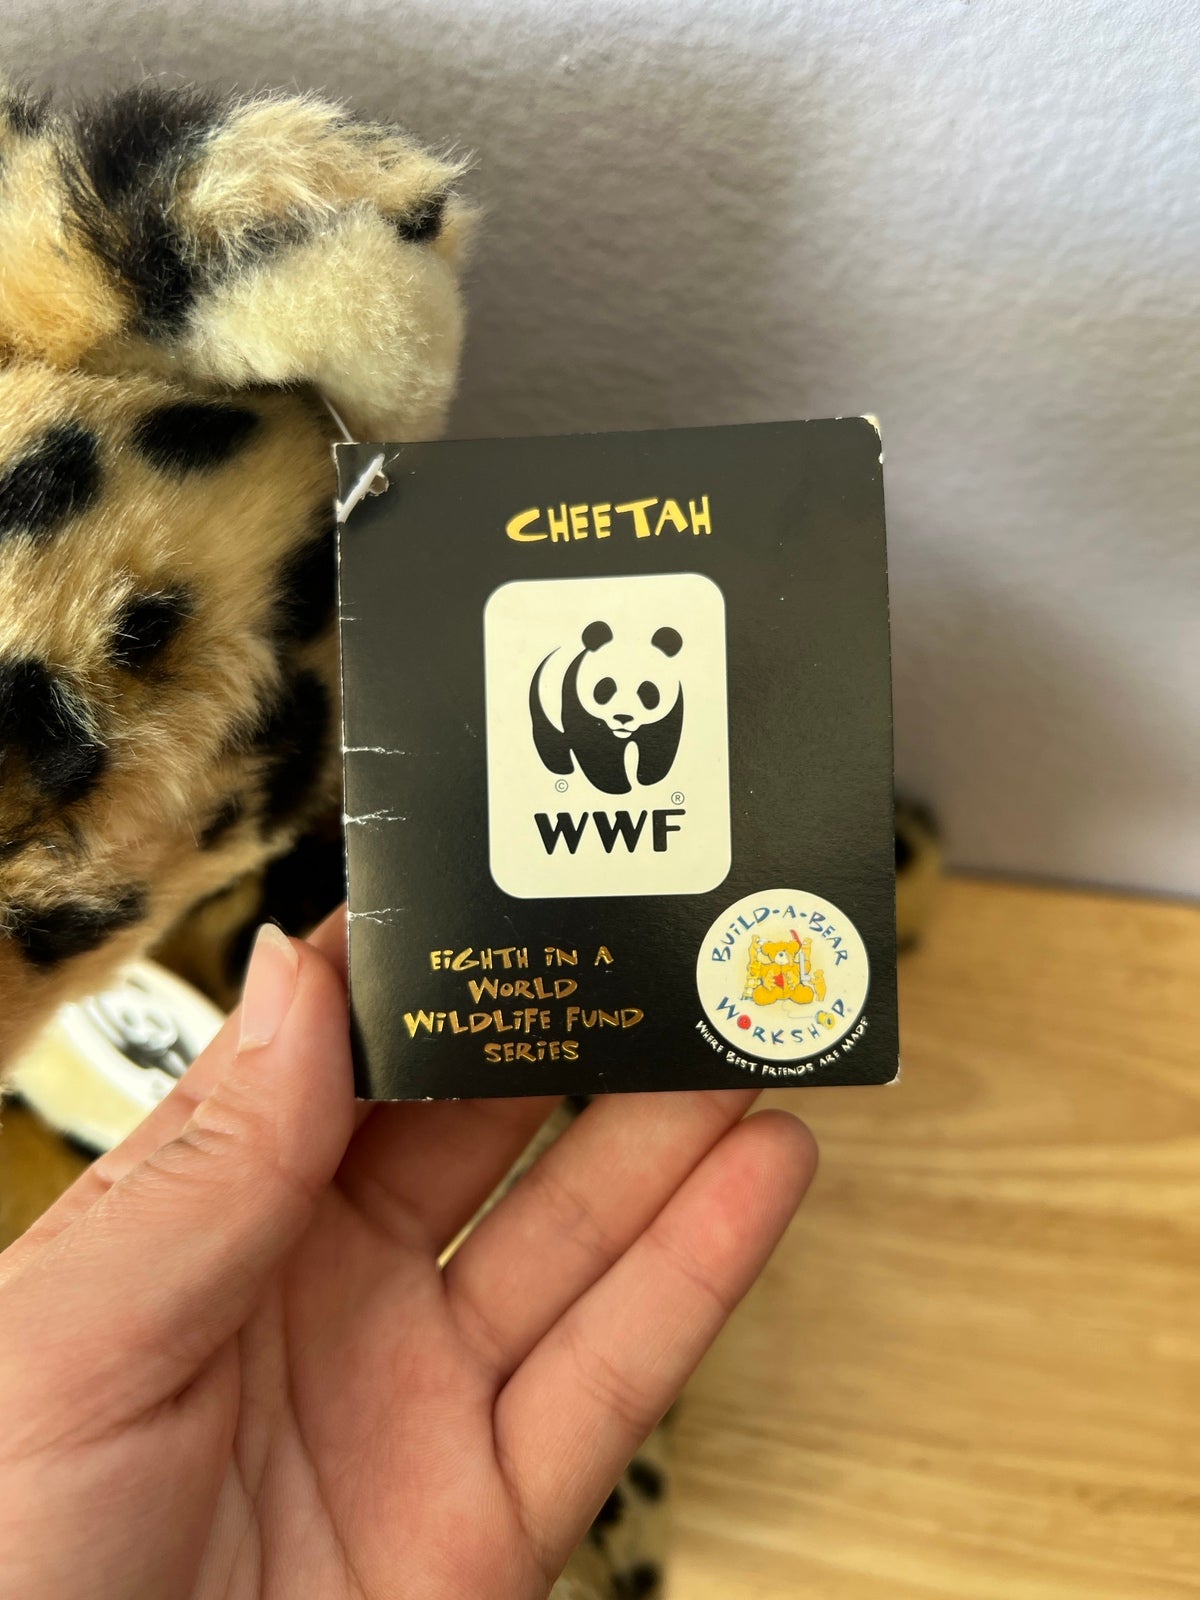 CHEETAH
©
®
WWF
EIGHTH IN A
WORLD
WILDLIFE FUND
SERIES
BUILD-A-BEAR
WORKSHOP
WHERE BEST FRIENDS ARE MADE